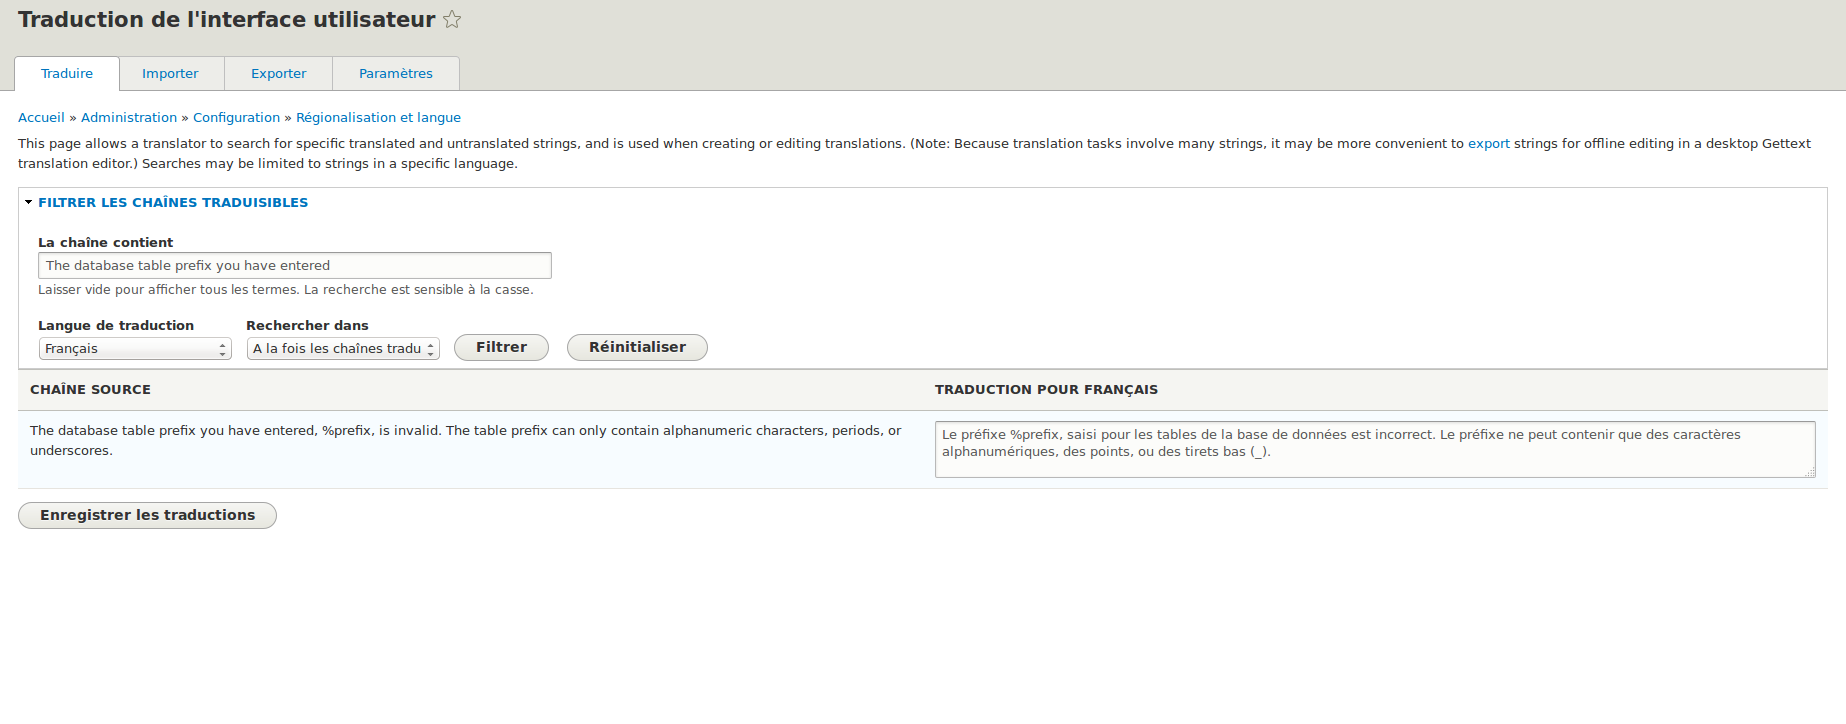 Traduction de l'interface utilisateur
Traduire Importer Exporter Paramètres
Accueil » Administration » Configuration » Régionalisation et langue
This page allows a translator to search for specific translated and untranslated strings, and is used when creating or editing translations. (Note: Because translation tasks involve many strings, it may be more convenient to export strings for offline editing in a desktop Gettext
translation editor.) Searches may be limited to strings in a specific language.
FILTRER LES CHAÎNES TRADUISIBLES
La chaîne contient
The database table prefix you have entered
Laisser vide pour afficher tous les termes. La recherche est sensible à la casse.
Langue de traduction Rechercher dans
Français A la fois les chaînes tradu Filtrer Réinitialiser
CHAÎNE SOURCE TRADUCTION POUR FRANÇAIS
The database table prefix you have entered, %prefix, is invalid. The table prefix can only contain alphanumeric characters, periods, or
underscores.
Le préfixe %prefix, saisi pour les tables de la base de données est incorrect. Le préfixe ne peut contenir que des caractères
alphanumériques, des points, ou des tirets bas (_).
Enregistrer les traductions